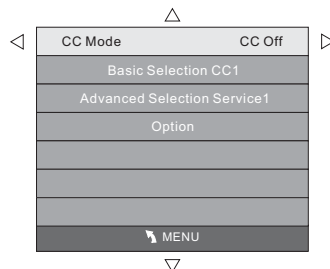 CC Mode CC Off
Basic Selection CC1
Advanced Selection Service1
Option
MENU